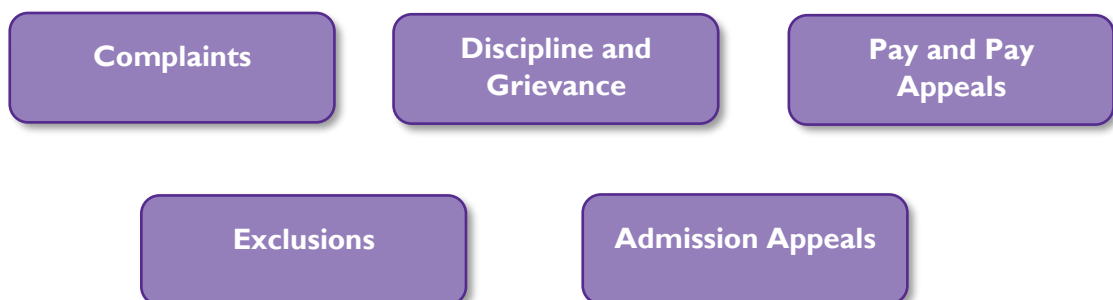 Complaints
Discipline and
Grievance
Pay and Pay
Appeals
Exclusions
Admission Appeals